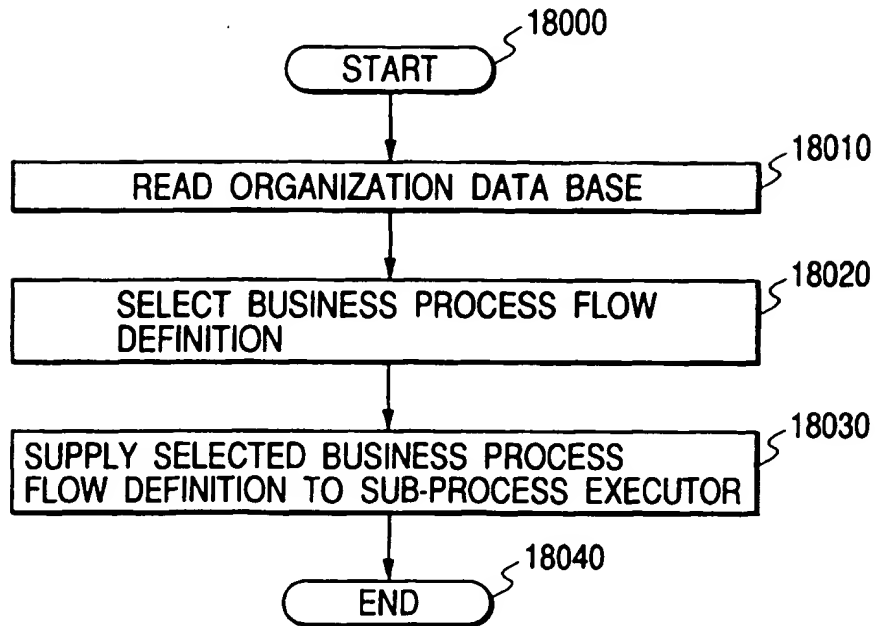 18000
START
18010
READ ORGANIZATION DATA BASE
18020
SELECT BUSINESS PROCESS FLOW
DEFINITION
18030
SUPPLY SELECTED BUSINESS PROCESS
FLOW DEFINITION TO SUB-PROCESS EXECUTOR
18040
END